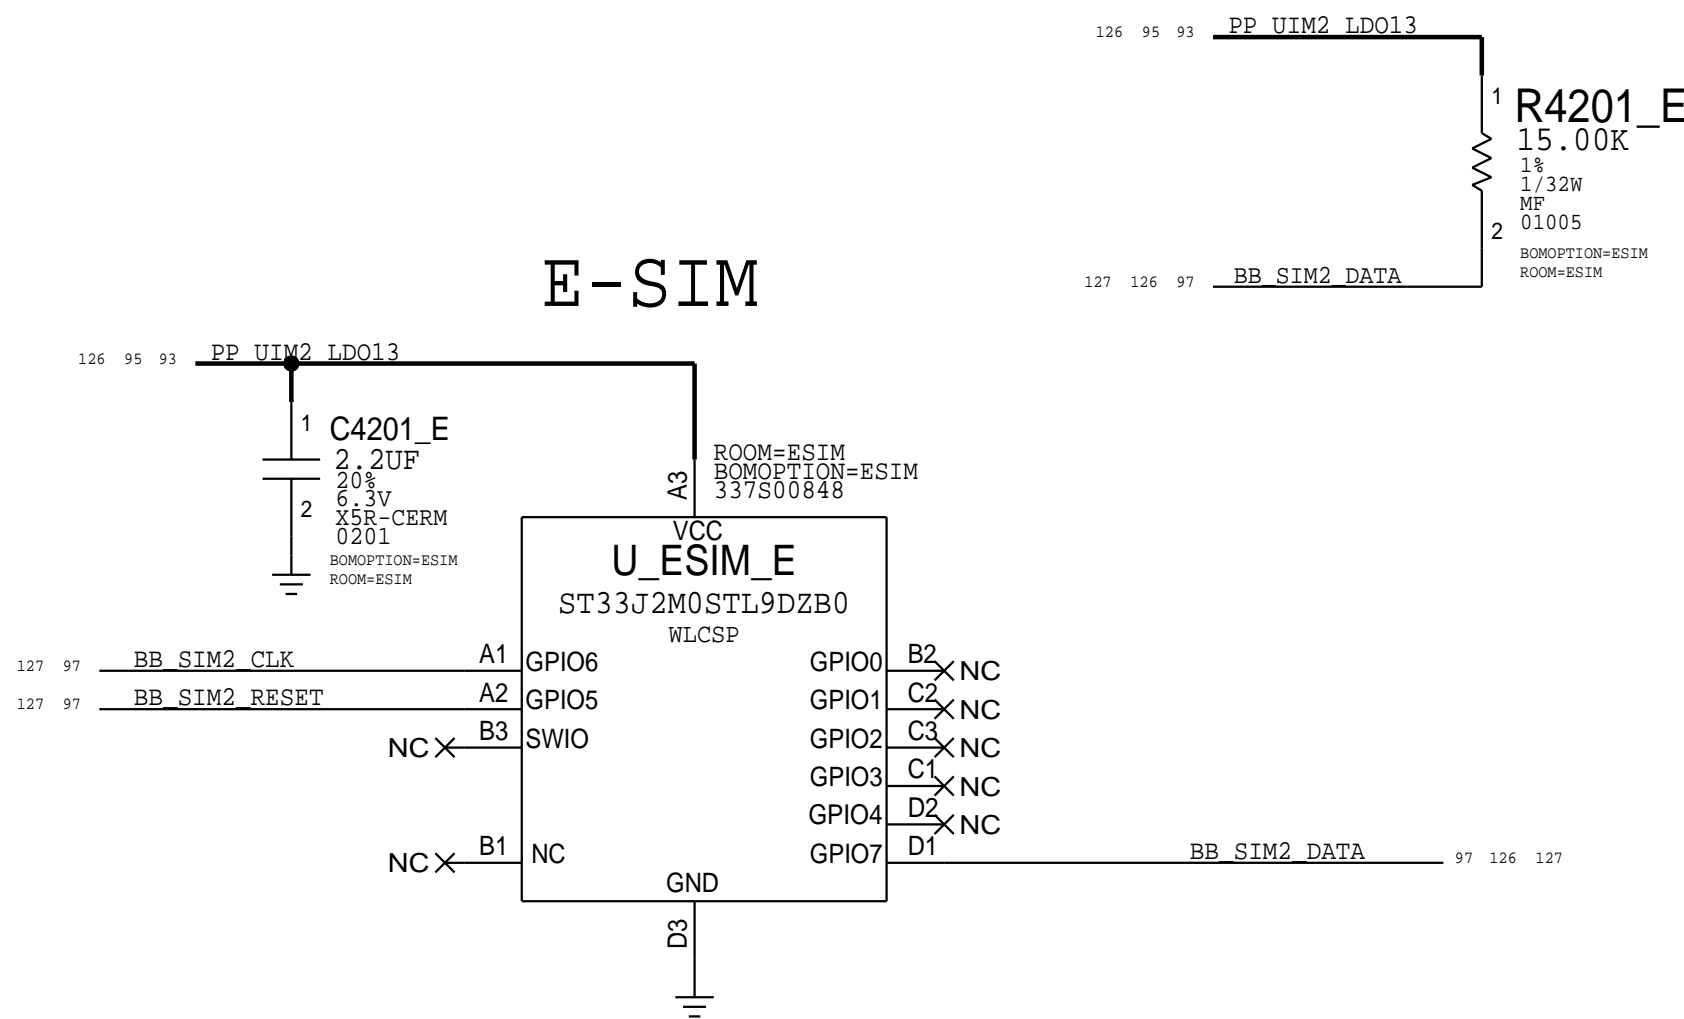 126 95 93 PP_UIM2_LDO13
1
R4201_E
15.00K
1%
1/32W
MF
01005
2
BOMOPTION=ESIM
ROOM=ESIM
127 126 97 BB_SIM2_DATA
E-SIM
126 95 93 PP_UIM2_LDO13
1
C4201_E
2.2UF
20%
6.3V
2
X5R-CERM
0201
BOMOPTION=ESIM
ROOM=ESIM
ROOM=ESIM
BOMOPTION=ESIM
337S00848
A3
VCC
U_ESIM_E
ST33J2M0STL9DZB0
WLCSP
127 97 BB_SIM2_CLK A1 GPIO6
127 97 BB_SIM2_RESET A2 GPIO5
NC B3 SWIO
NC B1 NC
GPIO0 B2 NC
GPIO1 C2 NC
GPIO2 C3 NC
GPIO3 C1 NC
GPIO4 D2 NC
GPIO7 D1 BB_SIM2_DATA 97 126 127
GND
D3